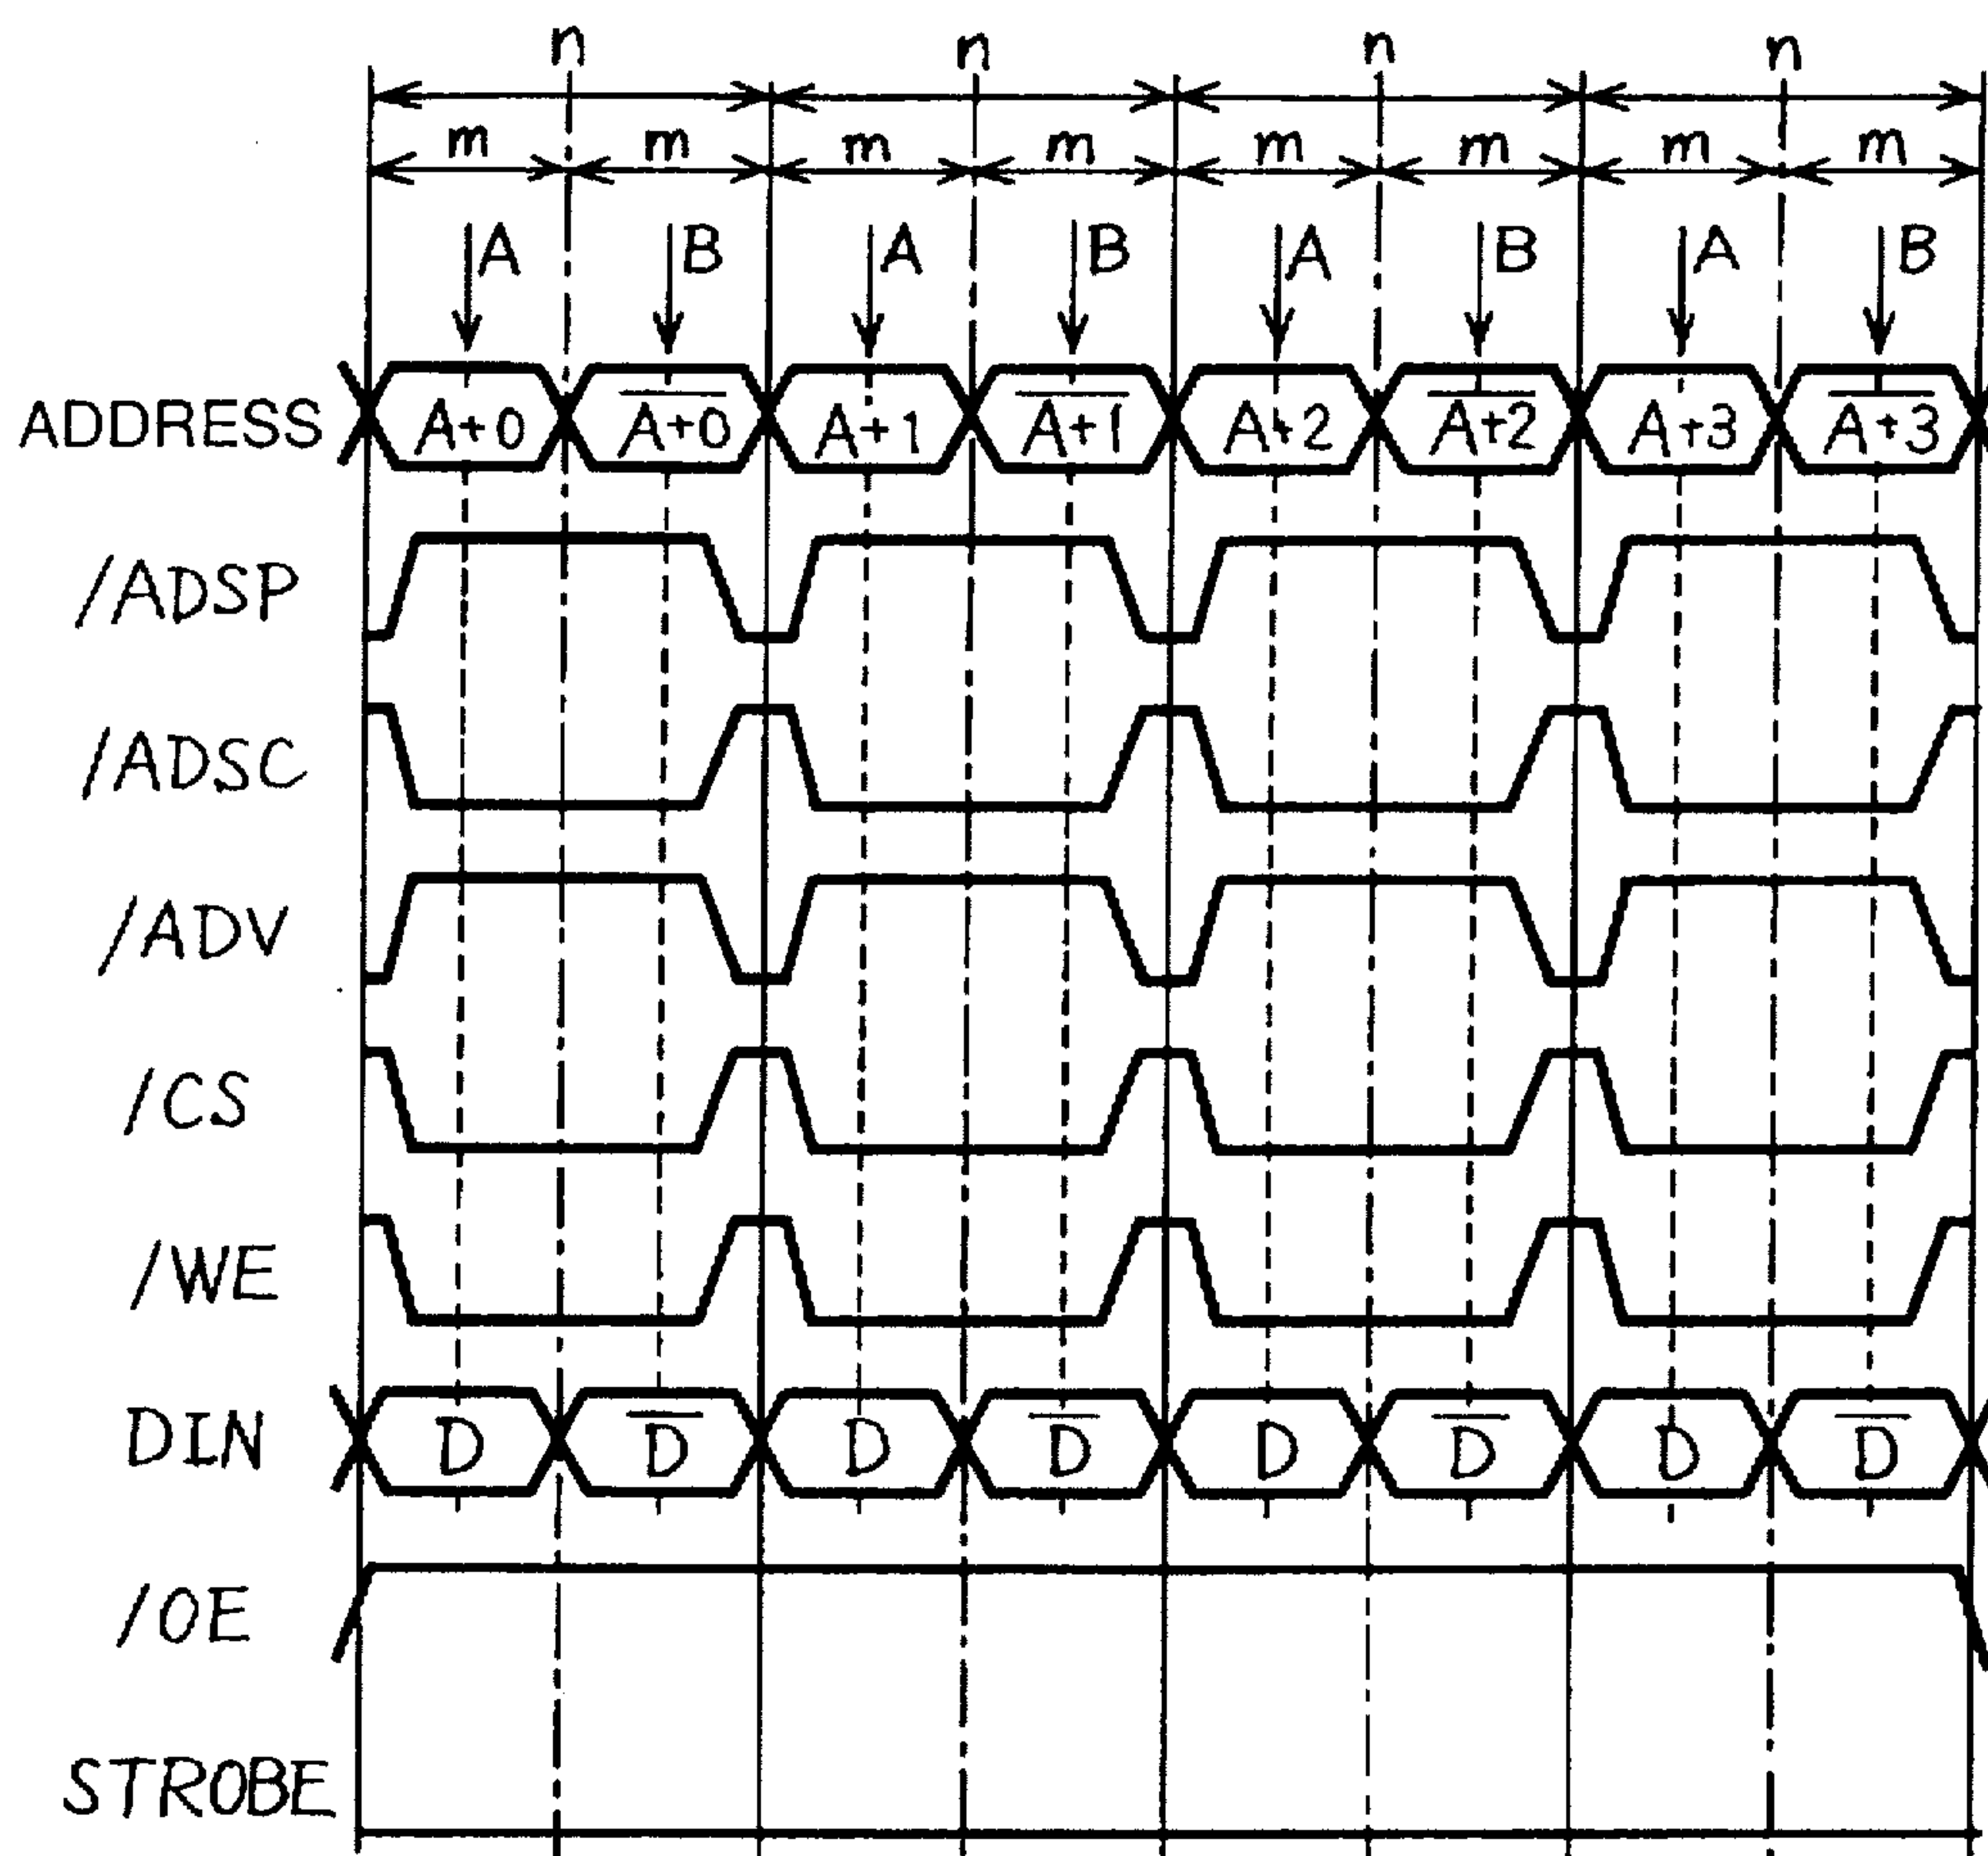 n n n n
m m m m m m m m
A B A B A B A B
ADDRESS A+0 A̅+̅0̅ A+1 A̅+̅1̅ A+2 A̅+̅2̅ A+3 A̅+̅3̅
/ADSP
/ADSC
/ADV
/CS
/WE
DIN D D̅ D D̅ D D̅ D D̅
/OE
STROBE